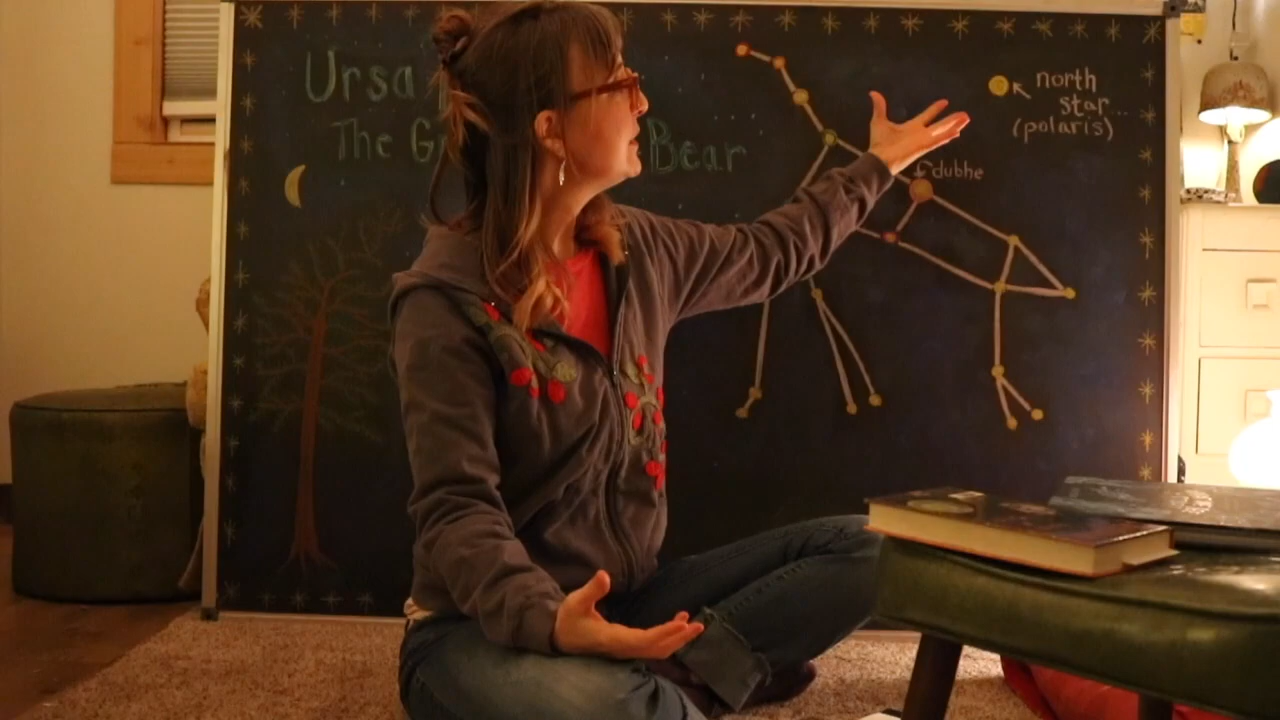 Ursa
The G Bear
north
star...
(polaris)
dubhe